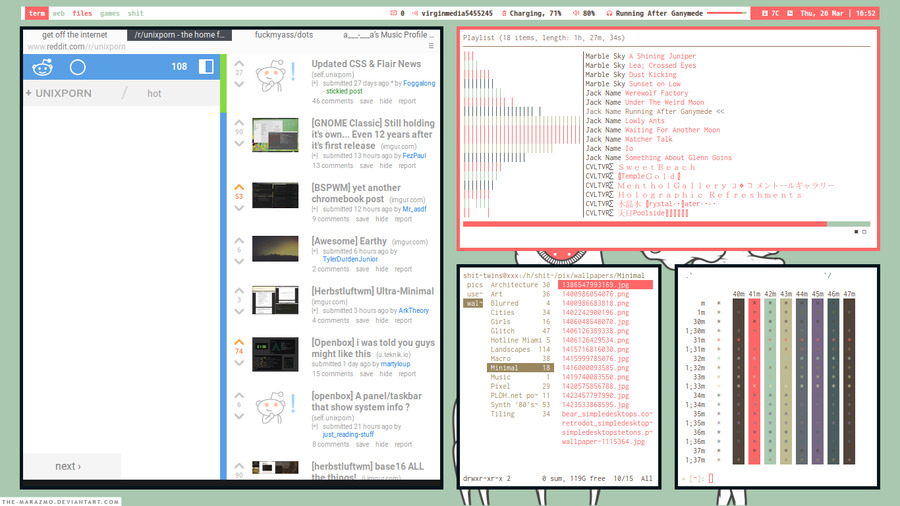 term web files games shit
0 virginmedia5455245 Charging, 71% 80% Running After Ganymede
7C Thu, 26 Mar | 16:52
get off the internet /r/unixporn - the home f... fuckmyass/dots a___-___a's Music Profile ...
www.reddit.com/r/unixporn
108
+ UNIXPORN / hot
next ›
27
Updated CSS & Flair News
(self.unixporn)
[+] submitted 27 days ago * by Foggalong
- stickied post
46 comments save hide report
90
[GNOME Classic] Still holding
it's own... Even 12 years after
it's first release (imgur.com)
[+] submitted 13 hours ago by FezPaul
13 comments save hide report
53
[BSPWM] yet another
chromebook post (imgur.com)
[+] submitted 12 hours ago by Mr_asdf
9 comments save hide report
6
[Awesome] Earthy (imgur.com)
[+] submitted 6 hours ago by
TylerDurdenJunior
2 comments save hide report
3
[Herbstluftwm] Ultra-Minimal
(imgur.com)
[+] submitted 3 hours ago by ArkTheory
4 comments save hide report
74
[Openbox] i was told you guys
might like this (u.teknik.io)
[+] submitted 1 day ago by martyloup
15 comments save hide report
[openbox] A panel/taskbar
that show system info ?
(self.unixporn)
[+] submitted 21 hours ago by
just_reading-stuff
8 comments save hide report
90
[herbstluftwm] base16 ALL
the things! (imgur.com)
Playlist (18 items, length: 1h, 27m, 34s)
Marble Sky A Shining Juniper
Marble Sky Lea; Crossed Eyes
Marble Sky Dust Kicking
Marble Sky Sunset on Low
Jack Name Werewolf Factory
Jack Name Under The Weird Moon
Jack Name Running After Ganymede <<
Jack Name Lowly Ants
Jack Name Waiting For Another Moon
Jack Name Watcher Talk
Jack Name Io
Jack Name Something About Glenn Goins
CVLTVRΣ ＳｗｅｅｔＢｅａｃｈ
CVLTVRΣ TempleＧｏｌｄ
CVLTVRΣ ＭｅｎｔｈｏｌＧａｌｌｅｒｙ コ❖コ メントールギャラリー
CVLTVRΣ Ｈｏｌｏｇｒａｐｈｉｃ Ｒｅｆｒｅｓｈｍｅｎｔｓ
CVLTVRΣ 水晶水 rystal ater
CVLTVRΣ 天日Poolside
shit~twins@xxx:/h/shit~/pix/wallpapers/Minimal
pics Architecture 38 1386547993169.jpg
use~ Art 36 1400986054076.png
wal~ Blurred 4 1400986683818.png
Cities 34 1402242900196.png
Girls 16 1406048548070.png
Glitch 47 1406126389338.png
Hotline Miami 5 1406126429534.png
Landscapes 114 1415716816030.png
Macro 38 1415999785076.png
Minimal 18 1416000093585.png
Music 1 1419740083550.png
Pixel 29 1420575856788.png
PLDH.net po~ 11 1423457797990.png
Synth '80's~ 53 1423533868595.png
Tiling 34 bear_simpledesktops.co~
retrodot_simpledesktop~
simpledesktopstetons.p~
wallpaper-1115364.jpg
drwxr-xr-x 2 0 sum, 119G free 10/15 All
40m 41m 42m 43m 44m 45m 46m 47m
m
1m
30m
1;30m
31m
1;31m
32m
1;32m
33m
1;33m
34m
1;34m
35m
1;35m
36m
1;36m
37m
1;37m
- [~]:
THE-MARAZMO.DEVIANTART.COM